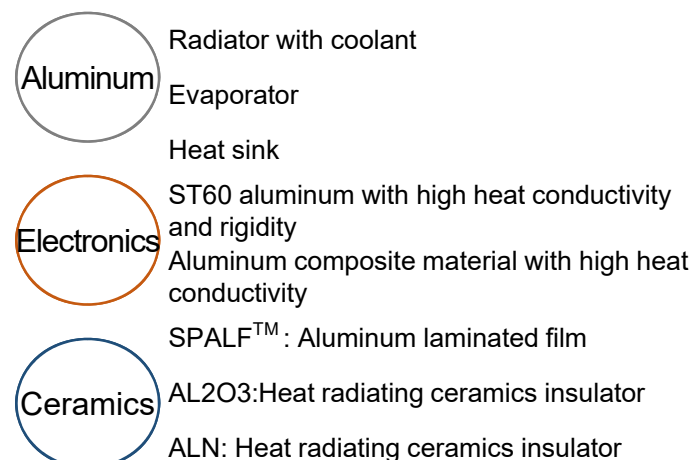 Radiator with coolant
Aluminum
Evaporator
Heat sink
ST60 aluminum with high heat conductivity
and rigidity
Electronics
Aluminum composite material with high heat
conductivity
SPALF™ : Aluminum laminated film
Ceramics
AL2O3:Heat radiating ceramics insulator
ALN: Heat radiating ceramics insulator